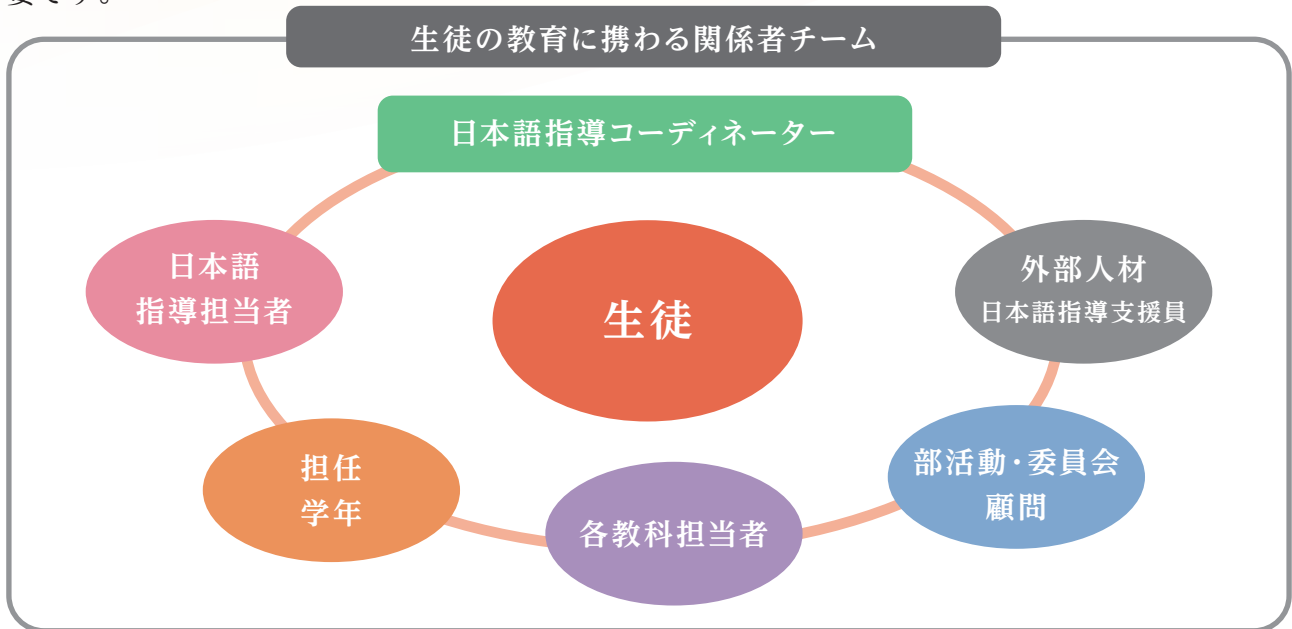 要です。
生徒の教育に携わる関係者チーム
日本語指導コーディネーター
日本語
指導担当者
生徒
外部人材
日本語指導支援員
担任
学年
各教科担当者
部活動・委員会
顧問